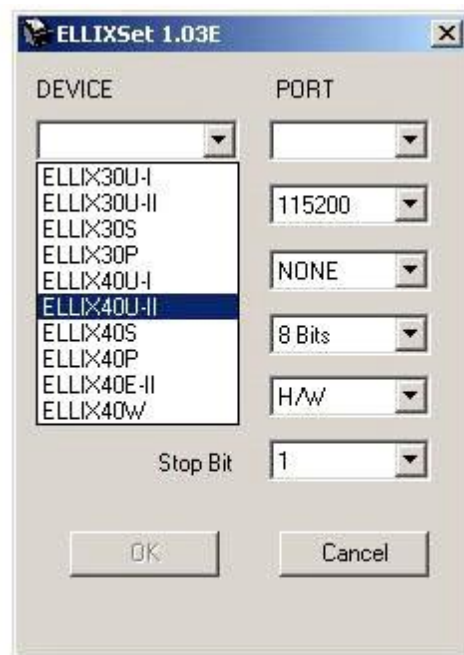 ELLIXSet 1.03E
DEVICE PORT
ELLIX30U-I
ELLIX30U-II
ELLIX30S
ELLIX30P
ELLIX40U-I
ELLIX40U-II
ELLIX40S
ELLIX40P
ELLIX40E-II
ELLIX40W
115200
NONE
8 Bits
H/W
Stop Bit 1
OK Cancel